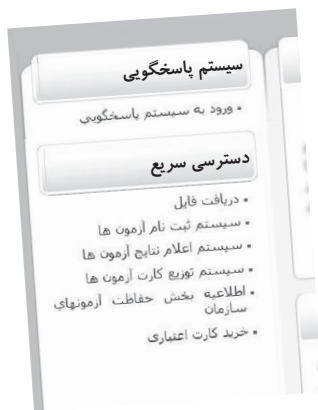 سیستم پاسخگویی
• ورود به سیستم پاسخگویی
دسترسی سریع
• دریافت فایل
• سیستم ثبت نام آزمون ها
• سیستم اعلام نتایج آزمون ها
• سیستم توزیع کارت آزمون ها
• اطلاعیه بخش حفاظت آزمونهای
سازمان
• خرید کارت اعتباری